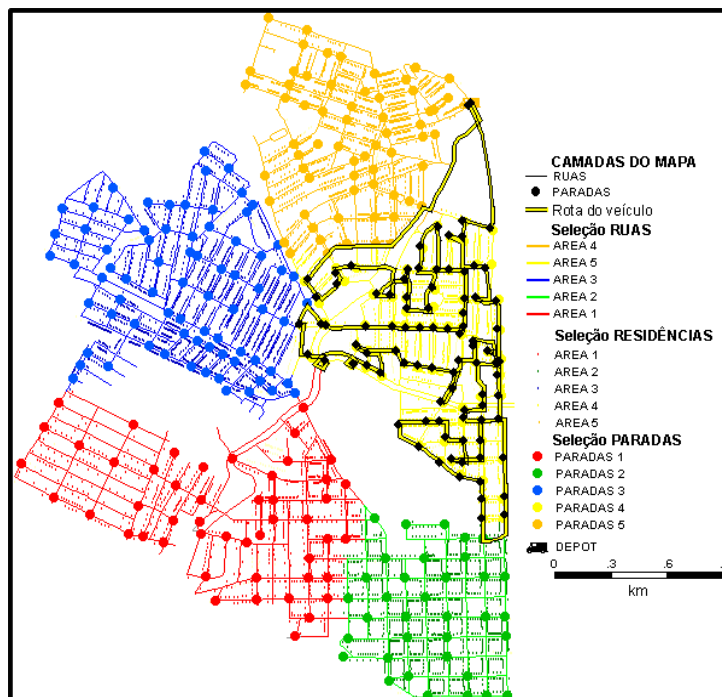 CAMADAS DO MAPA
RUAS
PARADAS
Rota do veículo
Seleção RUAS
AREA 4
AREA 5
AREA 3
AREA 2
AREA 1
Seleção RESIDÊNCIAS
AREA 1
AREA 2
AREA 3
AREA 4
AREA 5
Seleção PARADAS
PARADAS 1
PARADAS 2
PARADAS 3
PARADAS 4
PARADAS 5
DEPOT
0 .3 .6
km